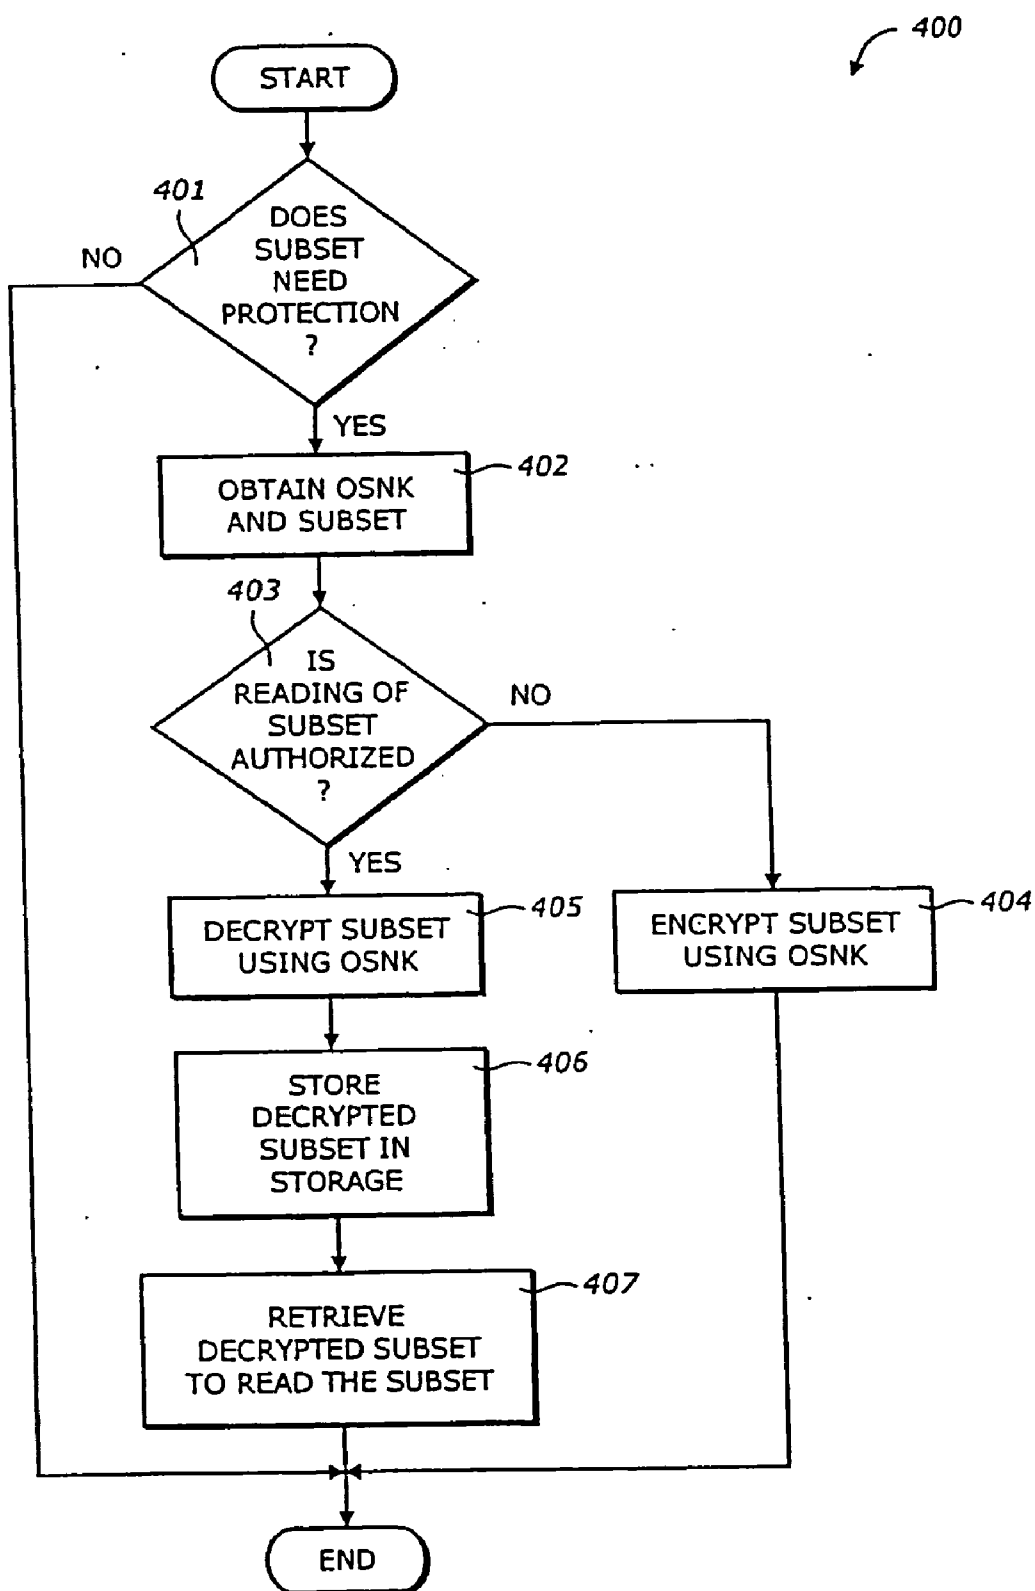 400
START
401
DOES
SUBSET
NEED
PROTECTION
?
NO
YES
402
OBTAIN OSNK
AND SUBSET
403
IS
READING OF
SUBSET
AUTHORIZED
?
NO
YES
405
DECRYPT SUBSET
USING OSNK
404
ENCRYPT SUBSET
USING OSNK
406
STORE
DECRYPTED
SUBSET IN
STORAGE
407
RETRIEVE
DECRYPTED SUBSET
TO READ THE SUBSET
END